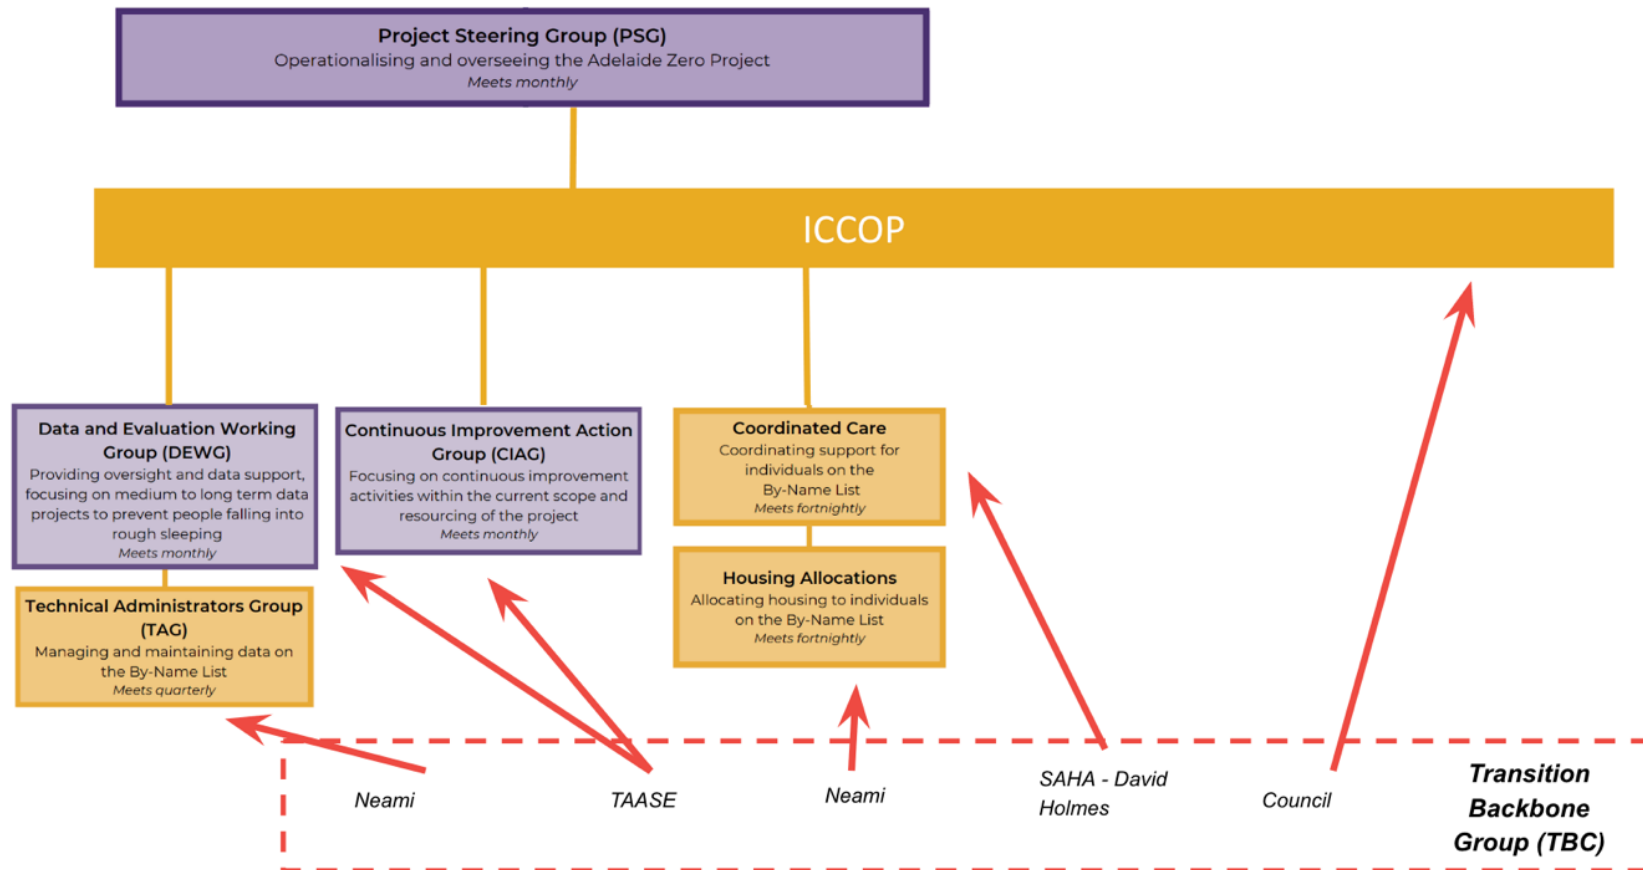 Project Steering Group (PSG)
Operationalising and overseeing the Adelaide Zero Project
Meets monthly
ICCOP
Data and Evaluation Working
Group (DEWG)
Providing oversight and data support,
focusing on medium to long term data
projects to prevent people falling into
rough sleeping
Meets monthly
Technical Administrators Group
(TAG)
Managing and maintaining data on
the By-Name List
Meets quarterly
Continuous Improvement Action
Group (CIAG)
Focusing on continuous improvement
activities within the current scope and
resourcing of the project
Meets monthly
Coordinated Care
Coordinating support for
individuals on the
By-Name List
Meets fortnightly
Housing Allocations
Allocating housing to individuals
on the By-Name List
Meets fortnightly
Neami
TAASE
Neami
SAHA - David
Holmes
Council
Transition
Backbone
Group (TBC)